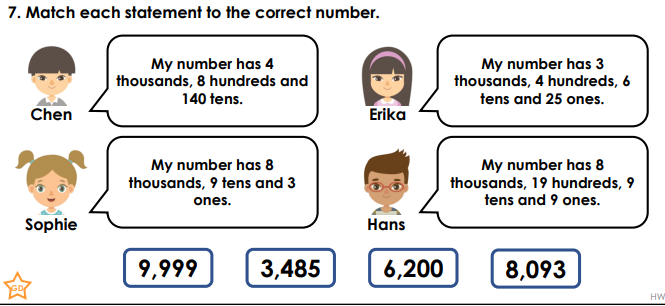 7. Match each statement to the correct number.
My number has 4
thousands, 8 hundreds and
140 tens.
Chen
My number has 3
thousands, 4 hundreds, 6
tens and 25 ones.
Erika
My number has 8
thousands, 9 tens and 3
ones.
Sophie
My number has 8
thousands, 19 hundreds, 9
tens and 9 ones.
Hans
9,999
3,485
6,200
8,093
GD
HW